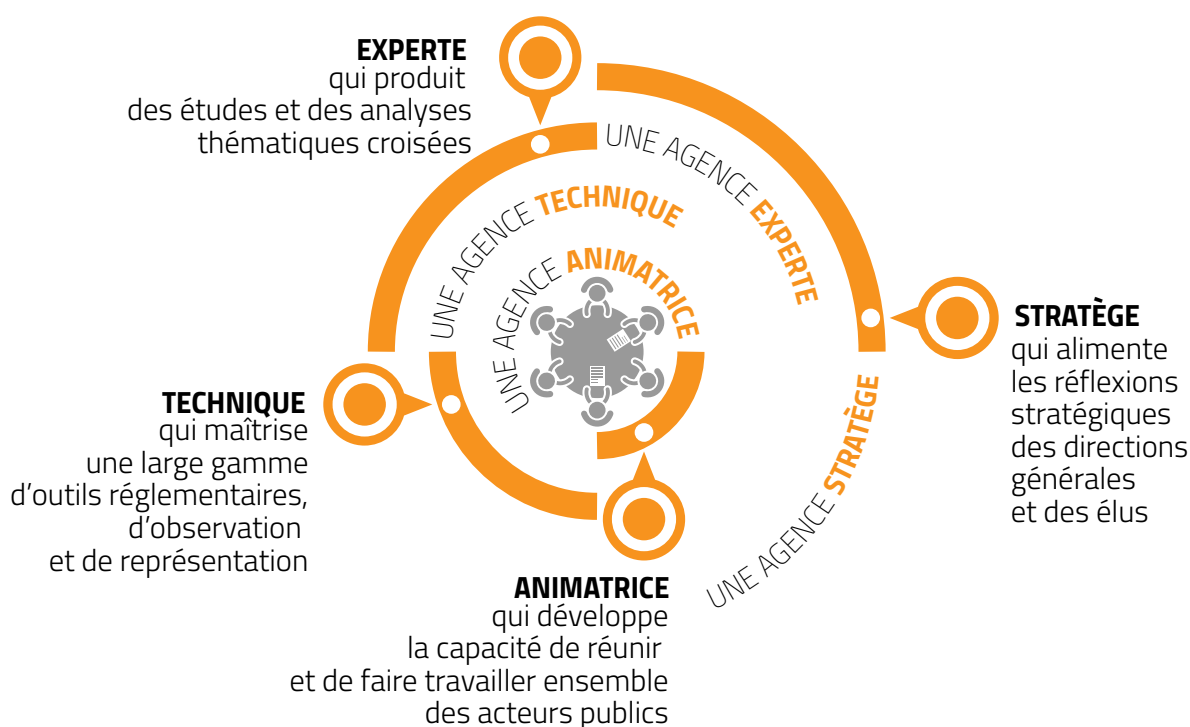 EXPERTE
qui produit
des études et des analyses
thématiques croisées
UNE AGENCE EXPERTE
UNE AGENCE TECHNIQUE
UNE AGENCE ANIMATRICE
UNE AGENCE STRATÈGE
STRATÈGE
qui alimente
les réflexions
stratégiques
des directions
générales
et des élus
TECHNIQUE
qui maîtrise
une large gamme
d’outils réglementaires,
d’observation
et de représentation
ANIMATRICE
qui développe
la capacité de réunir
et de faire travailler ensemble
des acteurs publics